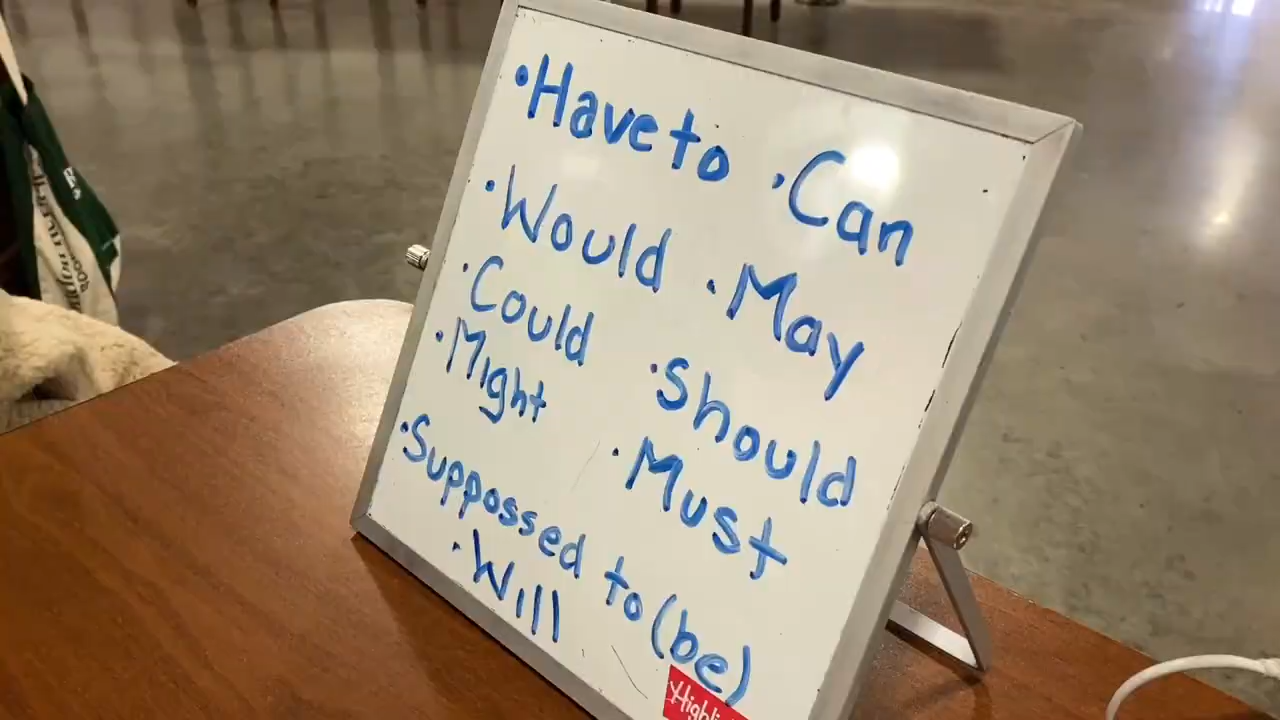 •Have to •Can
•Would •May
•Could •Should
•Might •Must
•Suppossed to (be)
•Will